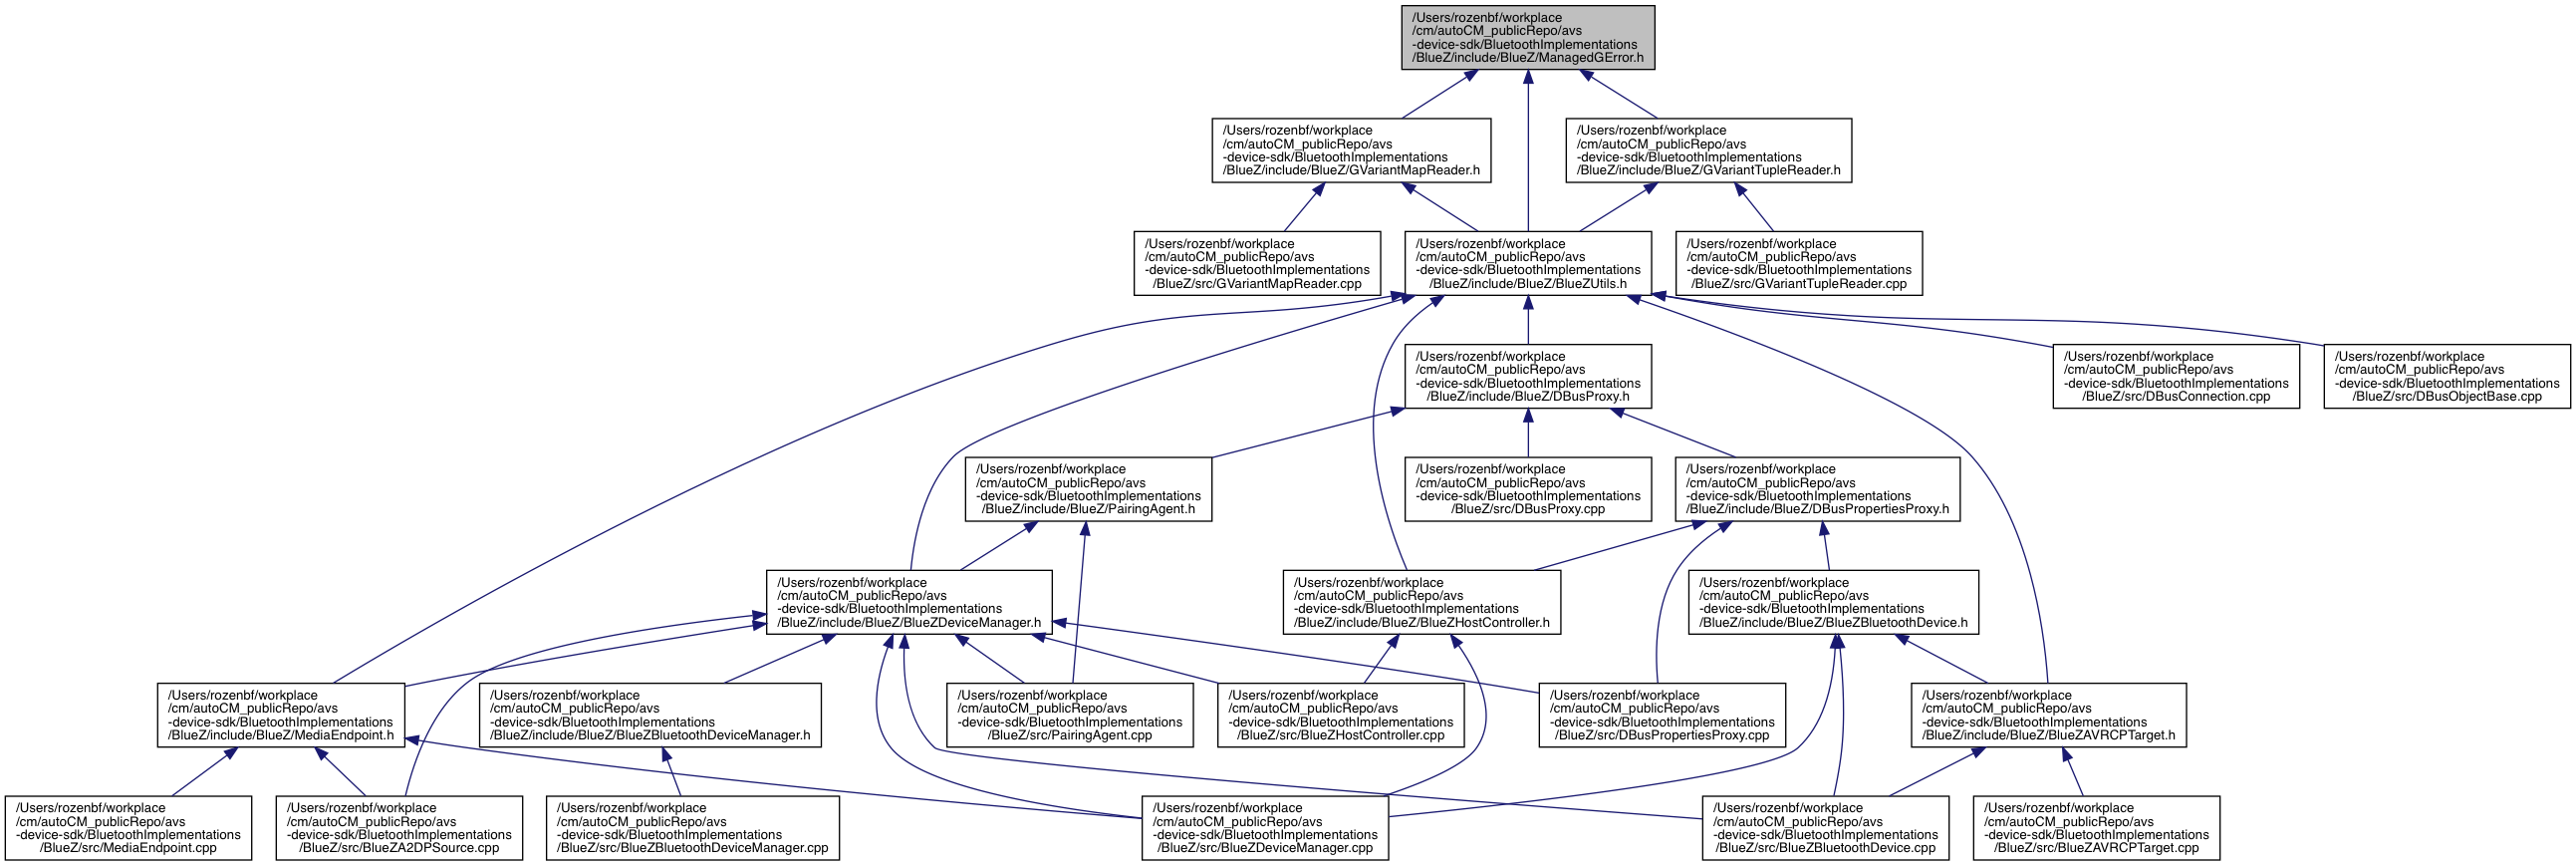 /Users/rozenbf/workplace
/cm/autoCM_publicRepo/avs
-device-sdk/BluetoothImplementations
/BlueZ/include/BlueZ/ManagedGError.h
/Users/rozenbf/workplace
/cm/autoCM_publicRepo/avs
-device-sdk/BluetoothImplementations
/BlueZ/include/BlueZ/GVariantMapReader.h
/Users/rozenbf/workplace
/cm/autoCM_publicRepo/avs
-device-sdk/BluetoothImplementations
/BlueZ/include/BlueZ/GVariantTupleReader.h
/Users/rozenbf/workplace
/cm/autoCM_publicRepo/avs
-device-sdk/BluetoothImplementations
/BlueZ/src/GVariantMapReader.cpp
/Users/rozenbf/workplace
/cm/autoCM_publicRepo/avs
-device-sdk/BluetoothImplementations
/BlueZ/include/BlueZ/BlueZUtils.h
/Users/rozenbf/workplace
/cm/autoCM_publicRepo/avs
-device-sdk/BluetoothImplementations
/BlueZ/src/GVariantTupleReader.cpp
/Users/rozenbf/workplace
/cm/autoCM_publicRepo/avs
-device-sdk/BluetoothImplementations
/BlueZ/include/BlueZ/DBusProxy.h
/Users/rozenbf/workplace
/cm/autoCM_publicRepo/avs
-device-sdk/BluetoothImplementations
/BlueZ/src/DBusConnection.cpp
/Users/rozenbf/workplace
/cm/autoCM_publicRepo/avs
-device-sdk/BluetoothImplementations
/BlueZ/src/DBusObjectBase.cpp
/Users/rozenbf/workplace
/cm/autoCM_publicRepo/avs
-device-sdk/BluetoothImplementations
/BlueZ/include/BlueZ/PairingAgent.h
/Users/rozenbf/workplace
/cm/autoCM_publicRepo/avs
-device-sdk/BluetoothImplementations
/BlueZ/src/DBusProxy.cpp
/Users/rozenbf/workplace
/cm/autoCM_publicRepo/avs
-device-sdk/BluetoothImplementations
/BlueZ/include/BlueZ/DBusPropertiesProxy.h
/Users/rozenbf/workplace
/cm/autoCM_publicRepo/avs
-device-sdk/BluetoothImplementations
/BlueZ/include/BlueZ/BlueZDeviceManager.h
/Users/rozenbf/workplace
/cm/autoCM_publicRepo/avs
-device-sdk/BluetoothImplementations
/BlueZ/include/BlueZ/BlueZHostController.h
/Users/rozenbf/workplace
/cm/autoCM_publicRepo/avs
-device-sdk/BluetoothImplementations
/BlueZ/include/BlueZ/BlueZBluetoothDevice.h
/Users/rozenbf/workplace
/cm/autoCM_publicRepo/avs
-device-sdk/BluetoothImplementations
/BlueZ/include/BlueZ/MediaEndpoint.h
/Users/rozenbf/workplace
/cm/autoCM_publicRepo/avs
-device-sdk/BluetoothImplementations
/BlueZ/include/BlueZ/BlueZBluetoothDeviceManager.h
/Users/rozenbf/workplace
/cm/autoCM_publicRepo/avs
-device-sdk/BluetoothImplementations
/BlueZ/src/PairingAgent.cpp
/Users/rozenbf/workplace
/cm/autoCM_publicRepo/avs
-device-sdk/BluetoothImplementations
/BlueZ/src/BlueZHostController.cpp
/Users/rozenbf/workplace
/cm/autoCM_publicRepo/avs
-device-sdk/BluetoothImplementations
/BlueZ/src/DBusPropertiesProxy.cpp
/Users/rozenbf/workplace
/cm/autoCM_publicRepo/avs
-device-sdk/BluetoothImplementations
/BlueZ/include/BlueZ/BlueZAVRCPTarget.h
/Users/rozenbf/workplace
/cm/autoCM_publicRepo/avs
-device-sdk/BluetoothImplementations
/BlueZ/src/MediaEndpoint.cpp
/Users/rozenbf/workplace
/cm/autoCM_publicRepo/avs
-device-sdk/BluetoothImplementations
/BlueZ/src/BlueZA2DPSource.cpp
/Users/rozenbf/workplace
/cm/autoCM_publicRepo/avs
-device-sdk/BluetoothImplementations
/BlueZ/src/BlueZBluetoothDeviceManager.cpp
/Users/rozenbf/workplace
/cm/autoCM_publicRepo/avs
-device-sdk/BluetoothImplementations
/BlueZ/src/BlueZDeviceManager.cpp
/Users/rozenbf/workplace
/cm/autoCM_publicRepo/avs
-device-sdk/BluetoothImplementations
/BlueZ/src/BlueZBluetoothDevice.cpp
/Users/rozenbf/workplace
/cm/autoCM_publicRepo/avs
-device-sdk/BluetoothImplementations
/BlueZ/src/BlueZAVRCPTarget.cpp